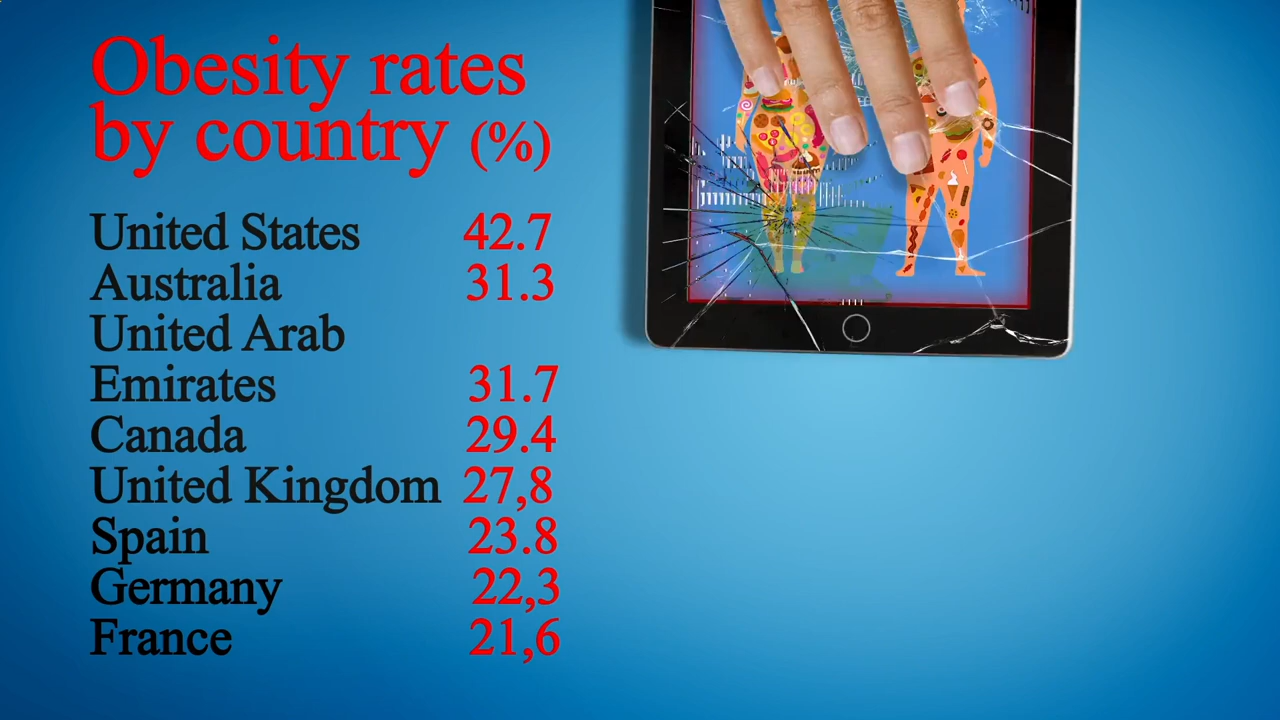 Obesity rates
by country (%)
United States 42.7
Australia 31.3
United Arab
Emirates 31.7
Canada 29.4
United Kingdom 27,8
Spain 23.8
Germany 22,3
France 21,6